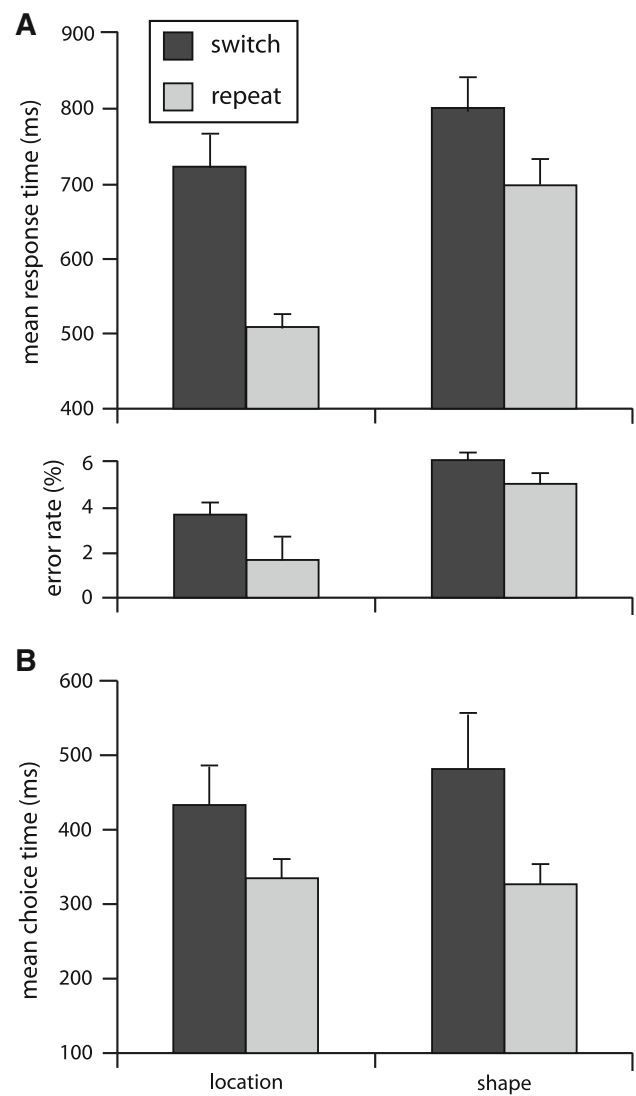 A
switch
repeat
mean response time (ms)
900
800
700
600
500
400
error rate (%)
6
4
2
0
B
mean choice time (ms)
600
500
400
300
200
100
location
shape